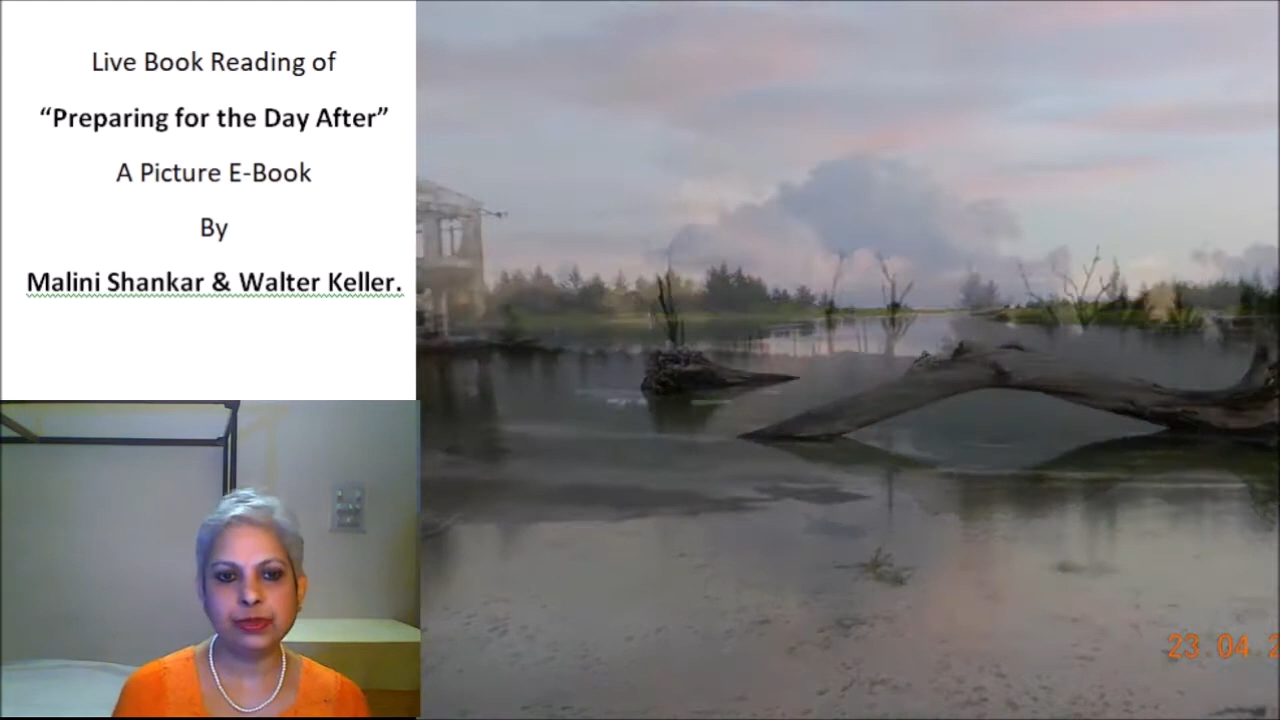 Live Book Reading of
“Preparing for the Day After”
A Picture E-Book
By
Malini Shankar & Walter Keller.
23 04 2